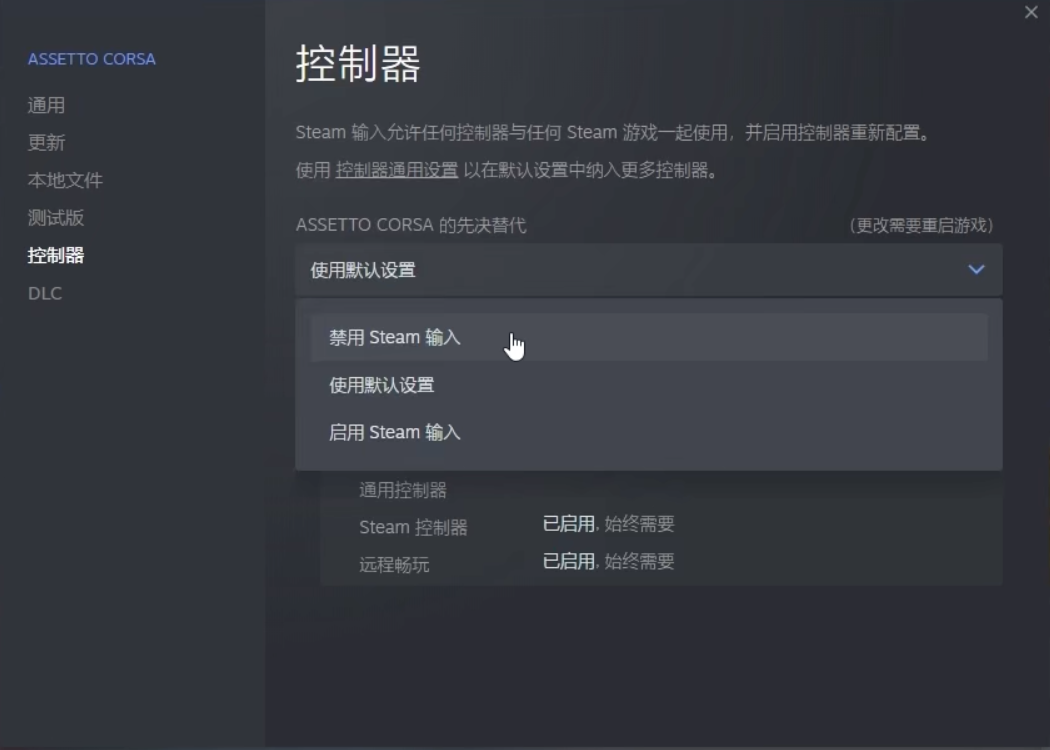 ASSETTO CORSA
通用
更新
本地文件
测试版
控制器
DLC
控制器
Steam 输入允许任何控制器与任何 Steam 游戏一起使用，并启用控制器重新配置。
使用 控制器通用设置 以在默认设置中纳入更多控制器。
ASSETTO CORSA 的先决替代 （更改需要重启游戏）
使用默认设置
禁用 Steam 输入
使用默认设置
启用 Steam 输入
通用控制器
Steam 控制器 已启用, 始终需要
远程畅玩 已启用, 始终需要